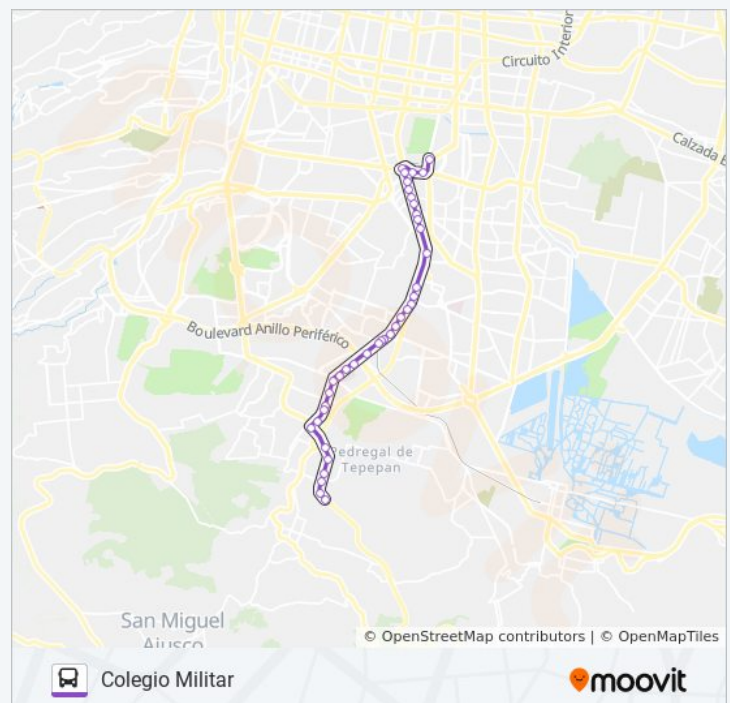 Circuito Interior
Calzada E
Boulevard Anillo Periférico
Pedregal de
Tepepan
San Miguel
Ajusco
© OpenStreetMap contributors | © OpenMapTiles
Colegio Militar
moovit